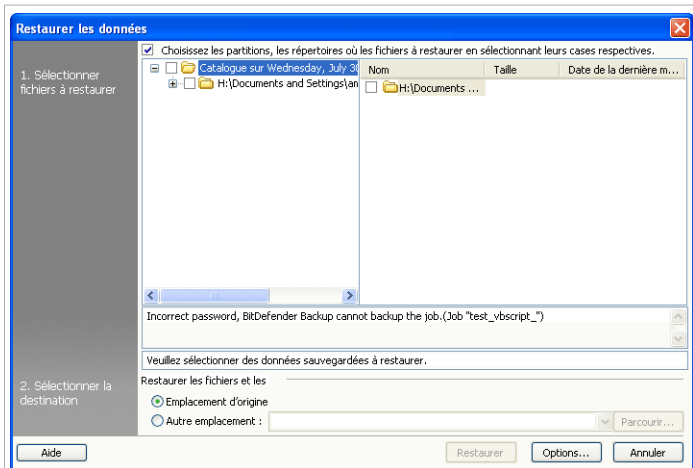 Restaurer les données
Choisissez les partitions, les répertoires où les fichiers à restaurer en sélectionnant leurs cases respectives.
1. Sélectionner
fichiers à restaurer
Catalogue sur Wednesday, July 30
H:\Documents and Settings\an
Nom Taille Date de la dernière m...
H:\Documents ...
Incorrect password, BitDefender Backup cannot backup the job.(Job "test_vbscript_")
Veuillez sélectionner des données sauvegardées à restaurer.
2. Sélectionner la
destination
Restaurer les fichiers et les
Emplacement d'origine
Autre emplacement :
Parcourir...
Aide Restaurer Options... Annuler